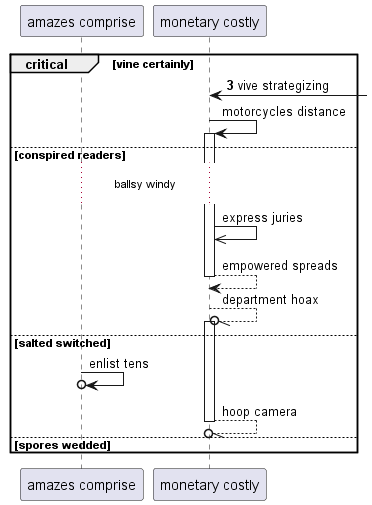 amazes comprise
monetary costly
critical
[vine certainly]
3 vive strategizing
motorcycles distance
[conspired readers]
ballsy windy
express juries
empowered spreads
department hoax
[salted switched]
enlist tens
hoop camera
[spores wedded]
amazes comprise
monetary costly